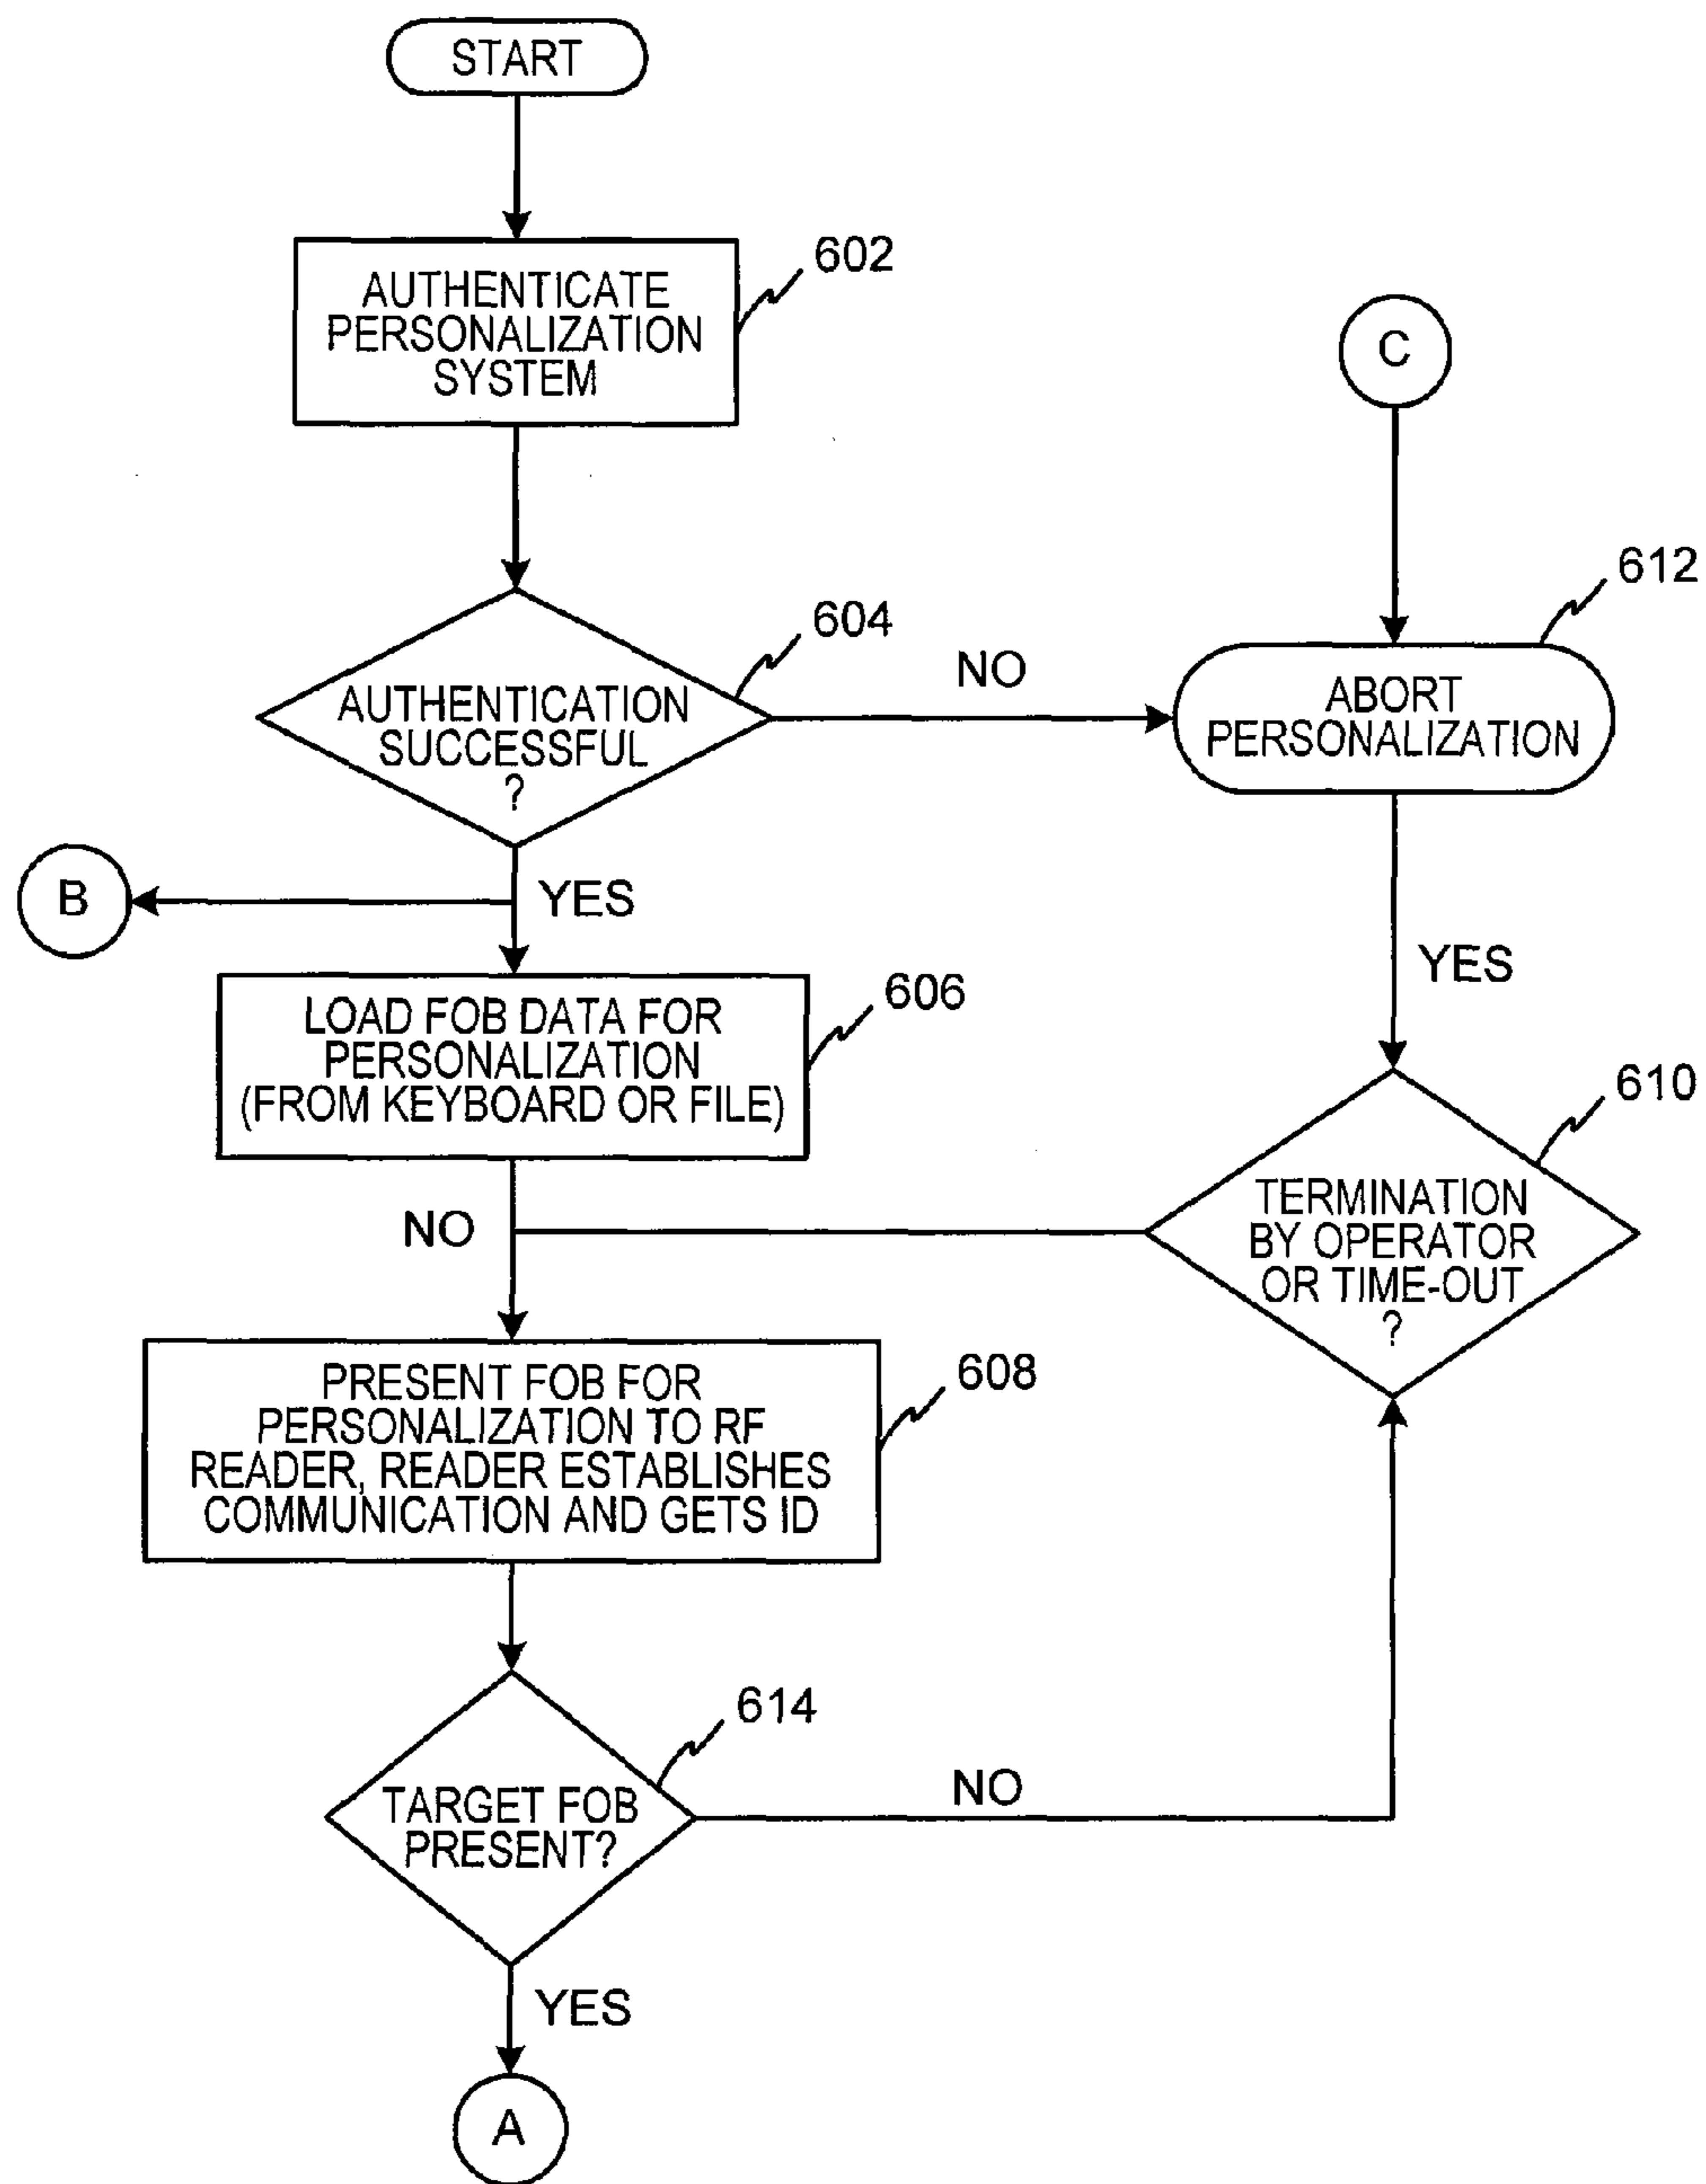 START
602
AUTHENTICATE
PERSONALIZATION
SYSTEM
C
612
604
NO
AUTHENTICATION
SUCCESSFUL
?
ABORT
PERSONALIZATION
B
YES
YES
606
LOAD FOB DATA FOR
PERSONALIZATION
(FROM KEYBOARD OR FILE)
610
NO
TERMINATION
BY OPERATOR
OR TIME-OUT
?
608
PRESENT FOB FOR
PERSONALIZATION TO RF
READER, READER ESTABLISHES
COMMUNICATION AND GETS ID
614
NO
TARGET FOB
PRESENT?
YES
A